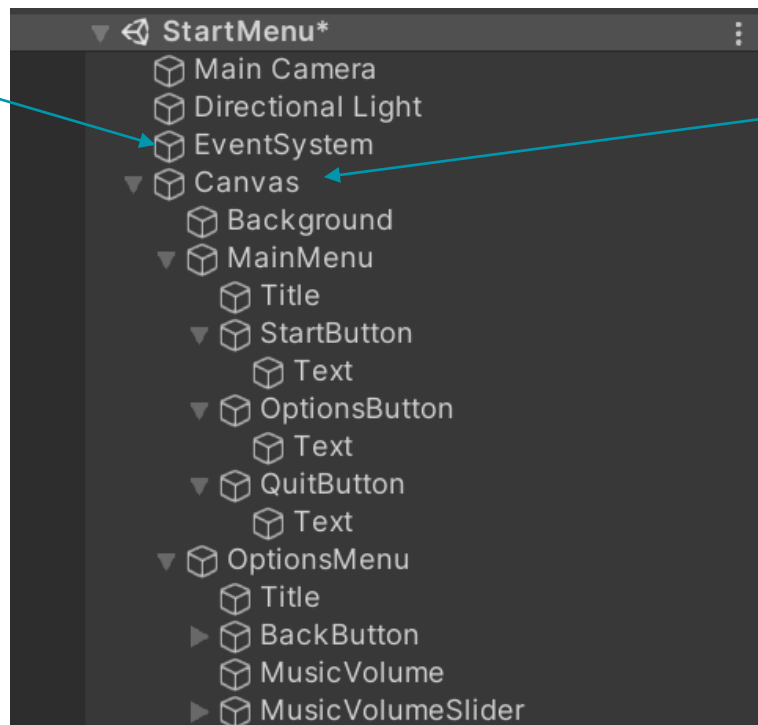 StartMenu*
Main Camera
Directional Light
EventSystem
Canvas
Background
MainMenu
Title
StartButton
Text
OptionsButton
Text
QuitButton
Text
OptionsMenu
Title
BackButton
MusicVolume
MusicVolumeSlider